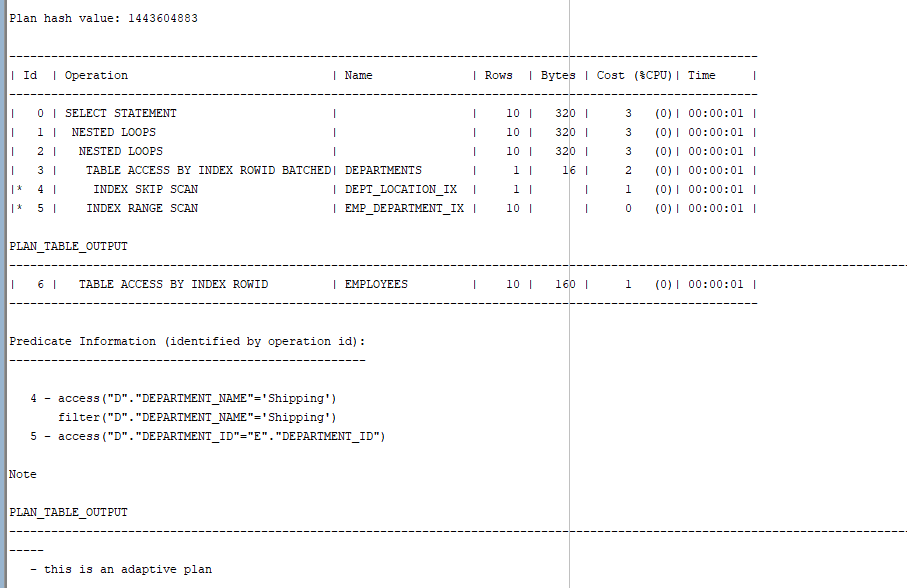 Plan hash value: 1443604883
---------------------------------------------------------------------------------------------------------
| Id  | Operation                             | Name              | Rows  | Bytes | Cost (%CPU)| Time     |
---------------------------------------------------------------------------------------------------------
|   0 | SELECT STATEMENT                      |                   |    10 |   320 |     3   (0)| 00:00:01 |
|   1 |  NESTED LOOPS                         |                   |    10 |   320 |     3   (0)| 00:00:01 |
|   2 |   NESTED LOOPS                        |                   |    10 |   320 |     3   (0)| 00:00:01 |
|   3 |    TABLE ACCESS BY INDEX ROWID BATCHED| DEPARTMENTS       |     1 |    16 |     2   (0)| 00:00:01 |
|*  4 |     INDEX SKIP SCAN                   | DEPT_LOCATION_IX  |     1 |       |     1   (0)| 00:00:01 |
|*  5 |    INDEX RANGE SCAN                   | EMP_DEPARTMENT_IX |    10 |       |     0   (0)| 00:00:01 |
PLAN_TABLE_OUTPUT
---------------------------------------------------------------------------------------------------------
|   6 |   TABLE ACCESS BY INDEX ROWID         | EMPLOYEES         |    10 |   160 |     1   (0)| 00:00:01 |
---------------------------------------------------------------------------------------------------------
Predicate Information (identified by operation id):
---------------------------------------------------
   4 - access("D"."DEPARTMENT_NAME"='Shipping')
       filter("D"."DEPARTMENT_NAME"='Shipping')
   5 - access("D"."DEPARTMENT_ID"="E"."DEPARTMENT_ID")
Note
PLAN_TABLE_OUTPUT
---------------------------------------------------------------------------------------------------------
-----
   - this is an adaptive plan